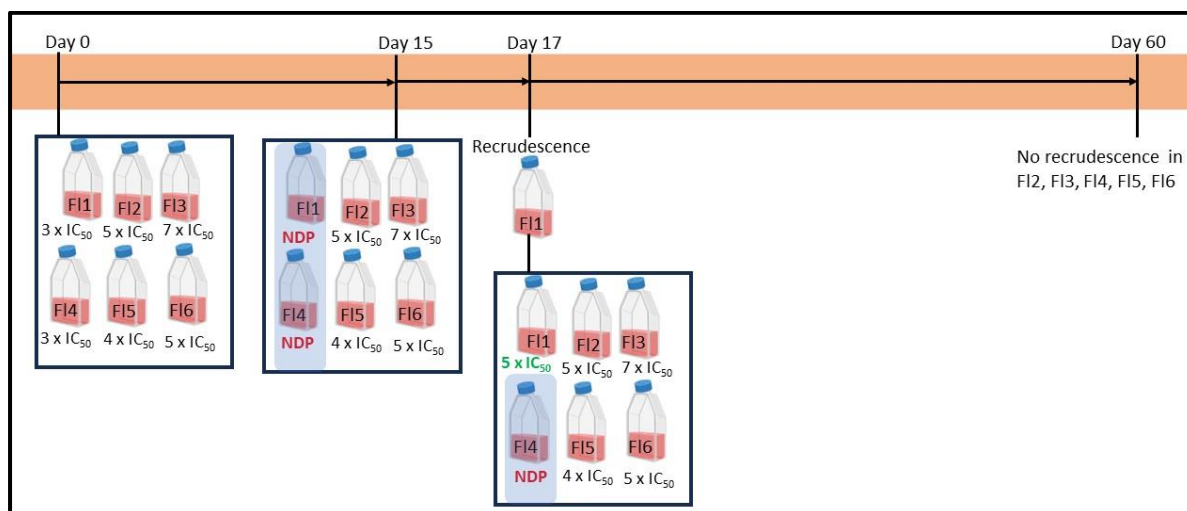 Day 0
Day 15
Day 17
Day 60
Fl1 Fl2 Fl3
3 x IC₅₀ 5 x IC₅₀ 7 x IC₅₀
Fl4 Fl5 Fl6
3 x IC₅₀ 4 x IC₅₀ 5 x IC₅₀
Fl1 Fl2 Fl3
NDP 5 x IC₅₀ 7 x IC₅₀
Fl4 Fl5 Fl6
NDP 4 x IC₅₀ 5 x IC₅₀
Recrudescence
Fl1
Fl1 Fl2 Fl3
5 x IC₅₀ 5 x IC₅₀ 7 x IC₅₀
Fl4 Fl5 Fl6
NDP 4 x IC₅₀ 5 x IC₅₀
No recrudescence in
Fl2, Fl3, Fl4, Fl5, Fl6